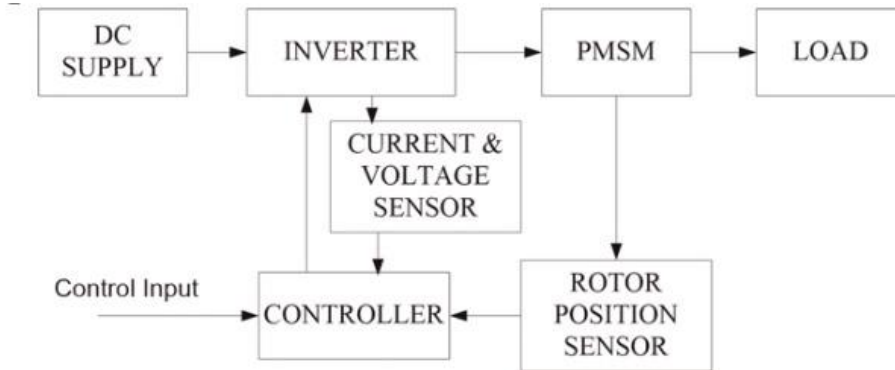 DC
SUPPLY
INVERTER
PMSM
LOAD
CURRENT &
VOLTAGE
SENSOR
Control Input
CONTROLLER
ROTOR
POSITION
SENSOR